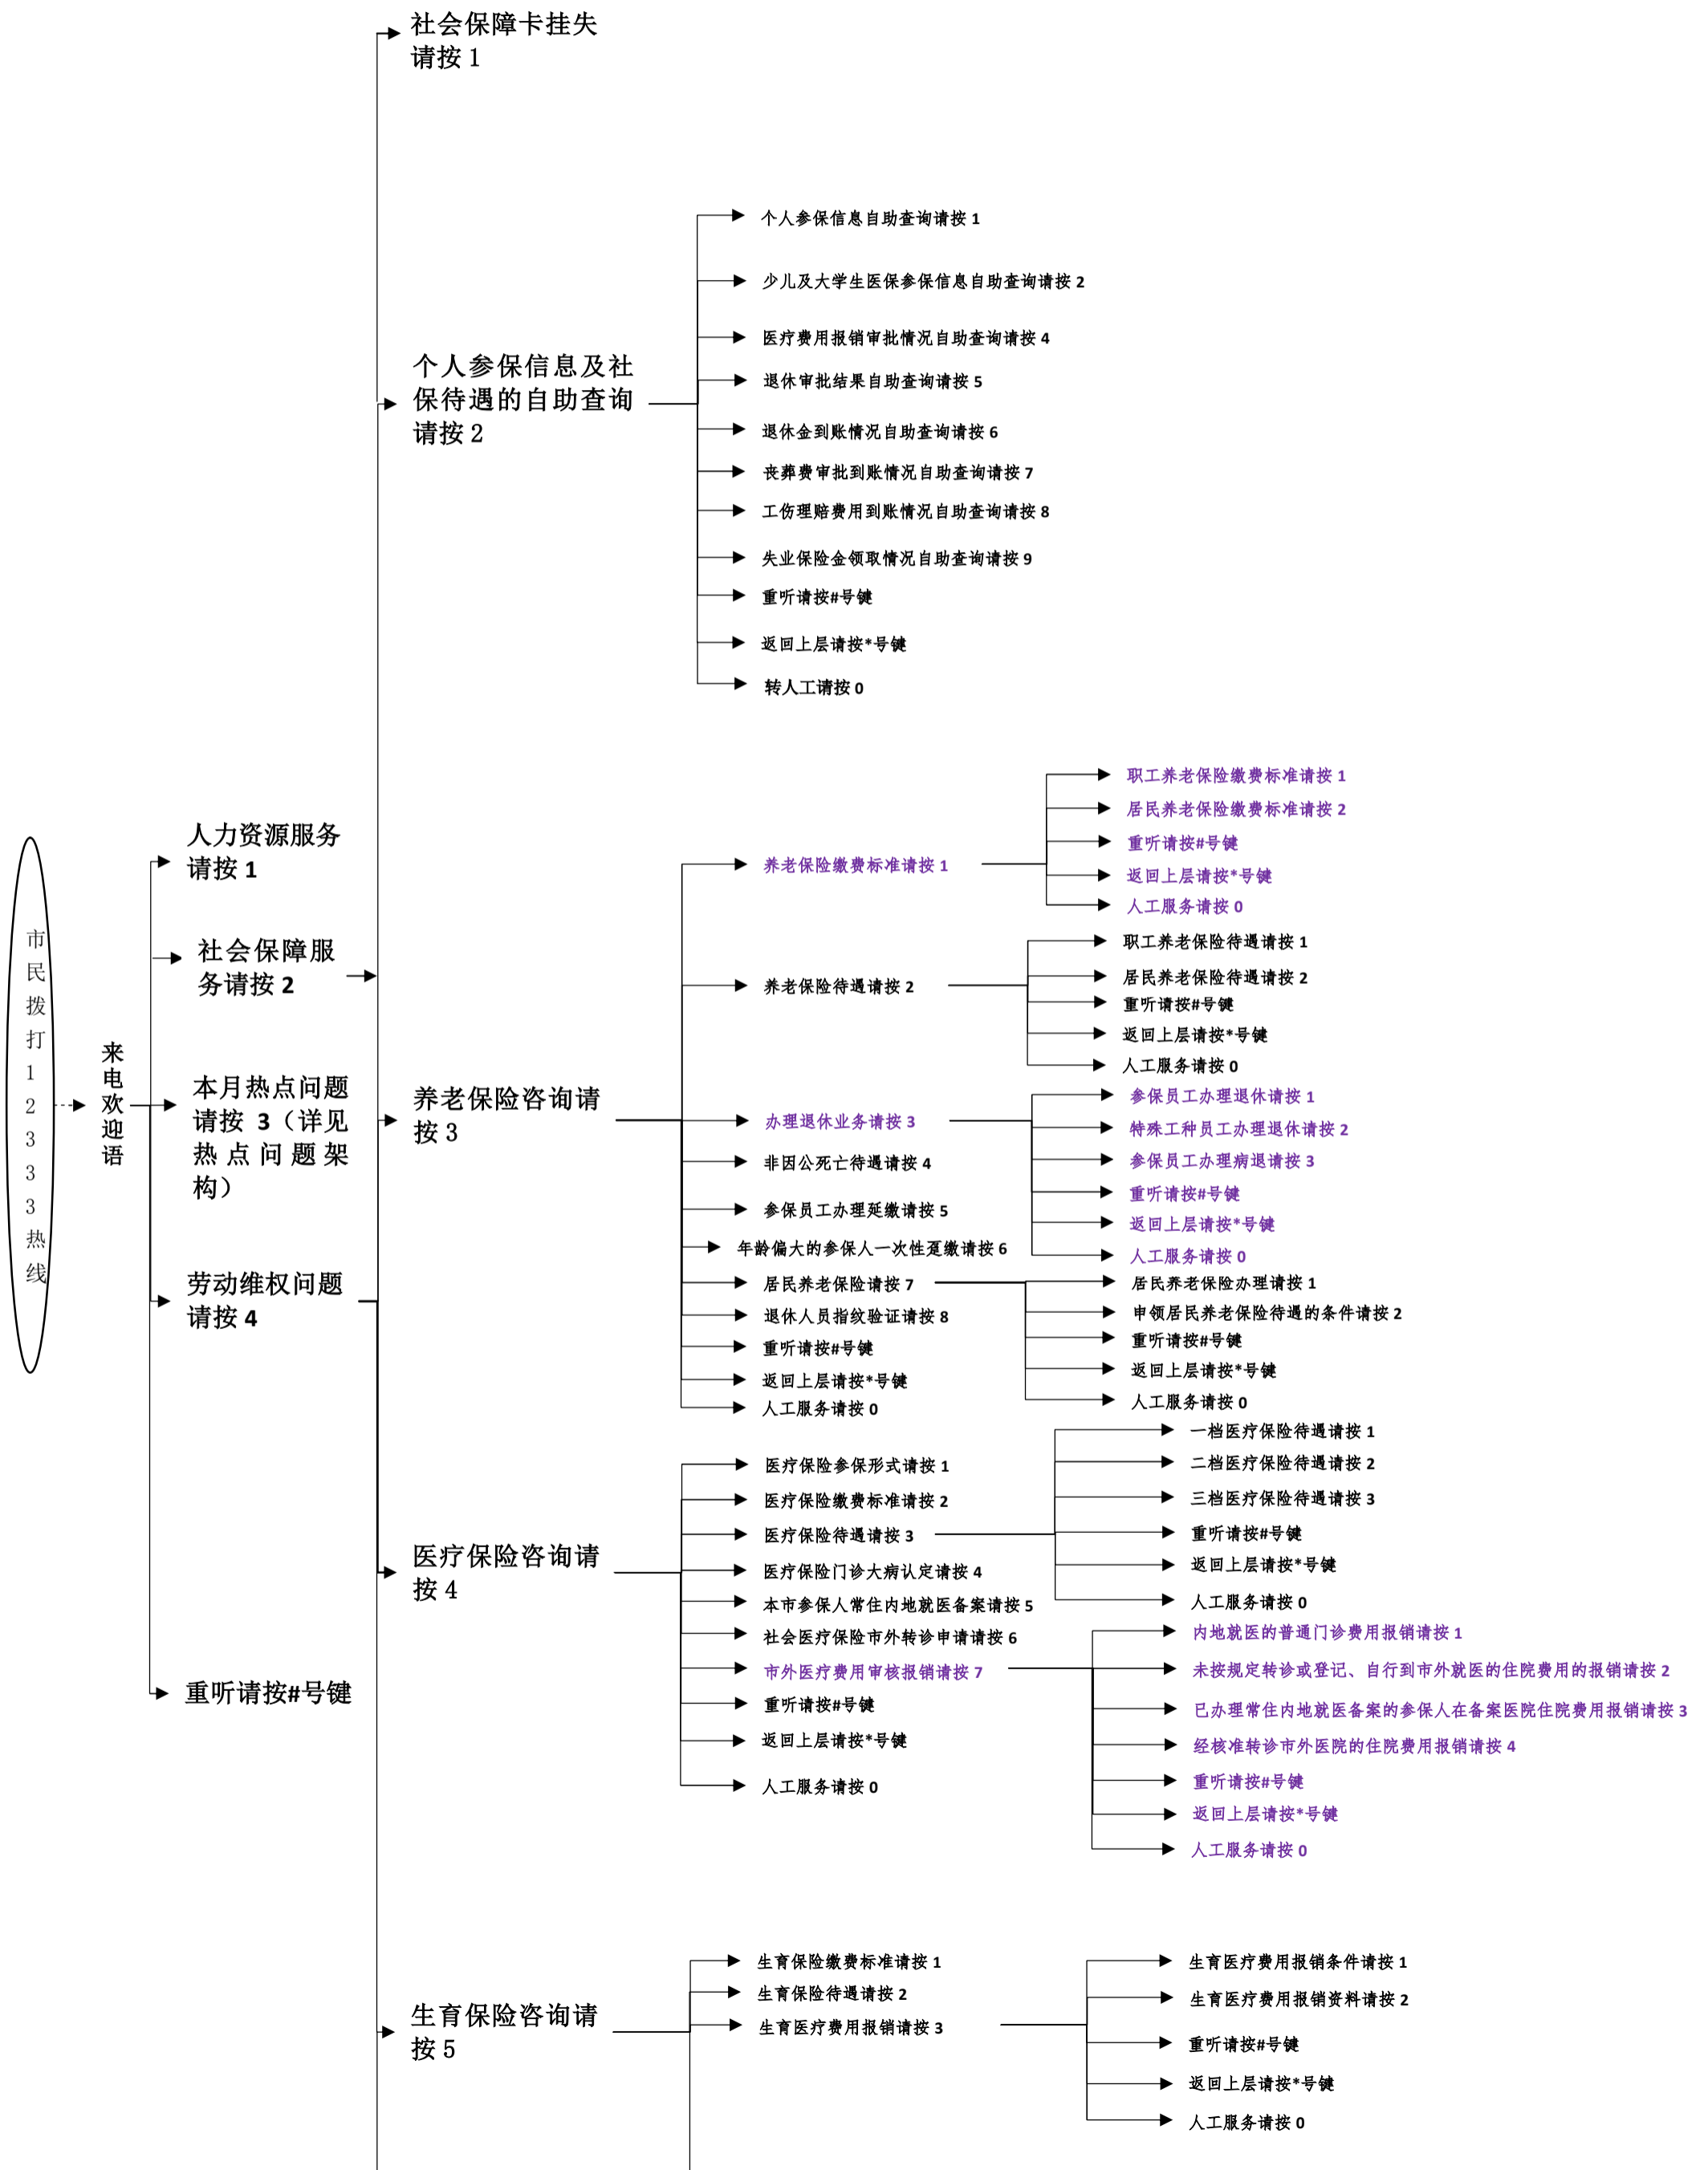 社会保障卡挂失
请按 1
个人参保信息自助查询请按 1
少儿及大学生医保参保信息自助查询请按 2
医疗费用报销审批情况自助查询请按 4
个人参保信息及社
保待遇的自助查询
请按 2
退休审批结果自助查询请按 5
退休金到账情况自助查询请按 6
丧葬费审批到账情况自助查询请按 7
工伤理赔费用到账情况自助查询请按 8
失业保险金领取情况自助查询请按 9
重听请按#号键
返回上层请按*号键
转人工请按 0
市民拨打12333热线
来电欢迎语
人力资源服务
请按 1
社会保障服
务请按 2
本月热点问题
请按 3（详见
热点问题架
构）
劳动维权问题
请按 4
重听请按#号键
养老保险咨询请
按 3
养老保险缴费标准请按 1
职工养老保险缴费标准请按 1
居民养老保险缴费标准请按 2
重听请按#号键
返回上层请按*号键
人工服务请按 0
养老保险待遇请按 2
职工养老保险待遇请按 1
居民养老保险待遇请按 2
重听请按#号键
返回上层请按*号键
人工服务请按 0
办理退休业务请按 3
参保员工办理退休请按 1
特殊工种员工办理退休请按 2
参保员工办理病退请按 3
重听请按#号键
返回上层请按*号键
人工服务请按 0
非因公死亡待遇请按 4
参保员工办理延缴请按 5
年龄偏大的参保人一次性趸缴请按 6
居民养老保险请按 7
居民养老保险办理请按 1
申领居民养老保险待遇的条件请按 2
重听请按#号键
返回上层请按*号键
人工服务请按 0
退休人员指纹验证请按 8
重听请按#号键
返回上层请按*号键
人工服务请按 0
医疗保险咨询请
按 4
医疗保险参保形式请按 1
医疗保险缴费标准请按 2
医疗保险待遇请按 3
一档医疗保险待遇请按 1
二档医疗保险待遇请按 2
三档医疗保险待遇请按 3
重听请按#号键
返回上层请按*号键
人工服务请按 0
医疗保险门诊大病认定请按 4
本市参保人常住内地就医备案请按 5
社会医疗保险市外转诊申请请按 6
市外医疗费用审核报销请按 7
内地就医的普通门诊费用报销请按 1
未按规定转诊或登记、自行到市外就医的住院费用的报销请按 2
已办理常住内地就医备案的参保人在备案医院住院费用报销请按 3
经核准转诊市外医院的住院费用报销请按 4
重听请按#号键
返回上层请按*号键
人工服务请按 0
重听请按#号键
返回上层请按*号键
人工服务请按 0
生育保险咨询请
按 5
生育保险缴费标准请按 1
生育保险待遇请按 2
生育医疗费用报销请按 3
生育医疗费用报销条件请按 1
生育医疗费用报销资料请按 2
重听请按#号键
返回上层请按*号键
人工服务请按 0